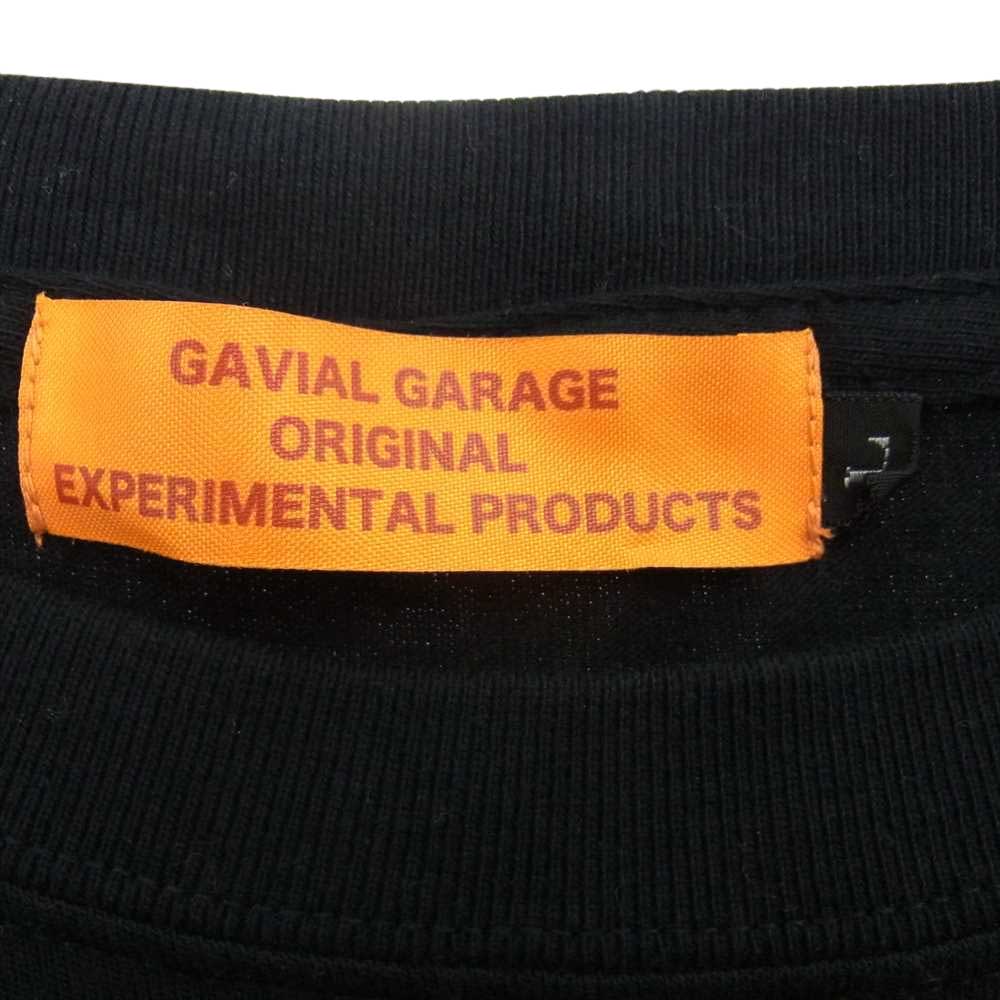 GAVIAL GARAGE
ORIGINAL
EXPERIMENTAL PRODUCTS
L